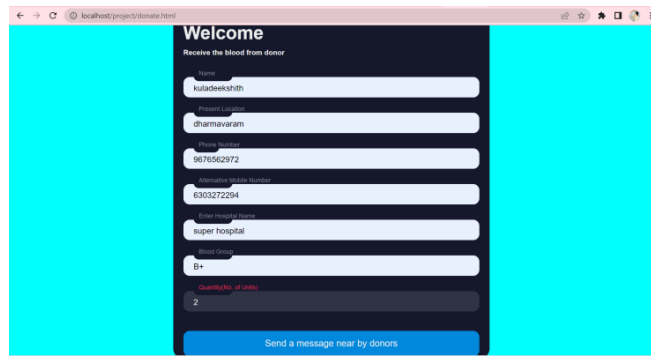 localhost/project/donate.html
Welcome
Receive the blood from donor
Name
kuladeekshith
Present Location
dharmavaram
Phone Number
9676562972
Alternative Mobile Number
6303272294
Enter Hospital Name
super hospital
Blood Group
B+
Quantity(No. of Units)
2
Send a message near by donors